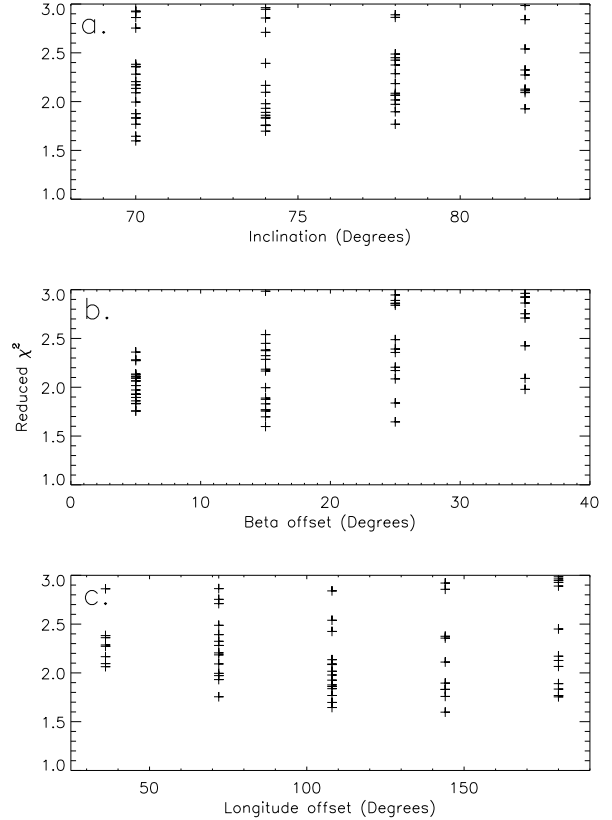 a.
3.0
2.5
2.0
1.5
1.0
70 75 80
Inclination (Degrees)
b.
3.0
2.5
2.0
1.5
1.0
Reduced χ²
0 10 20 30 40
Beta offset (Degrees)
c.
3.0
2.5
2.0
1.5
1.0
50 100 150
Longitude offset (Degrees)